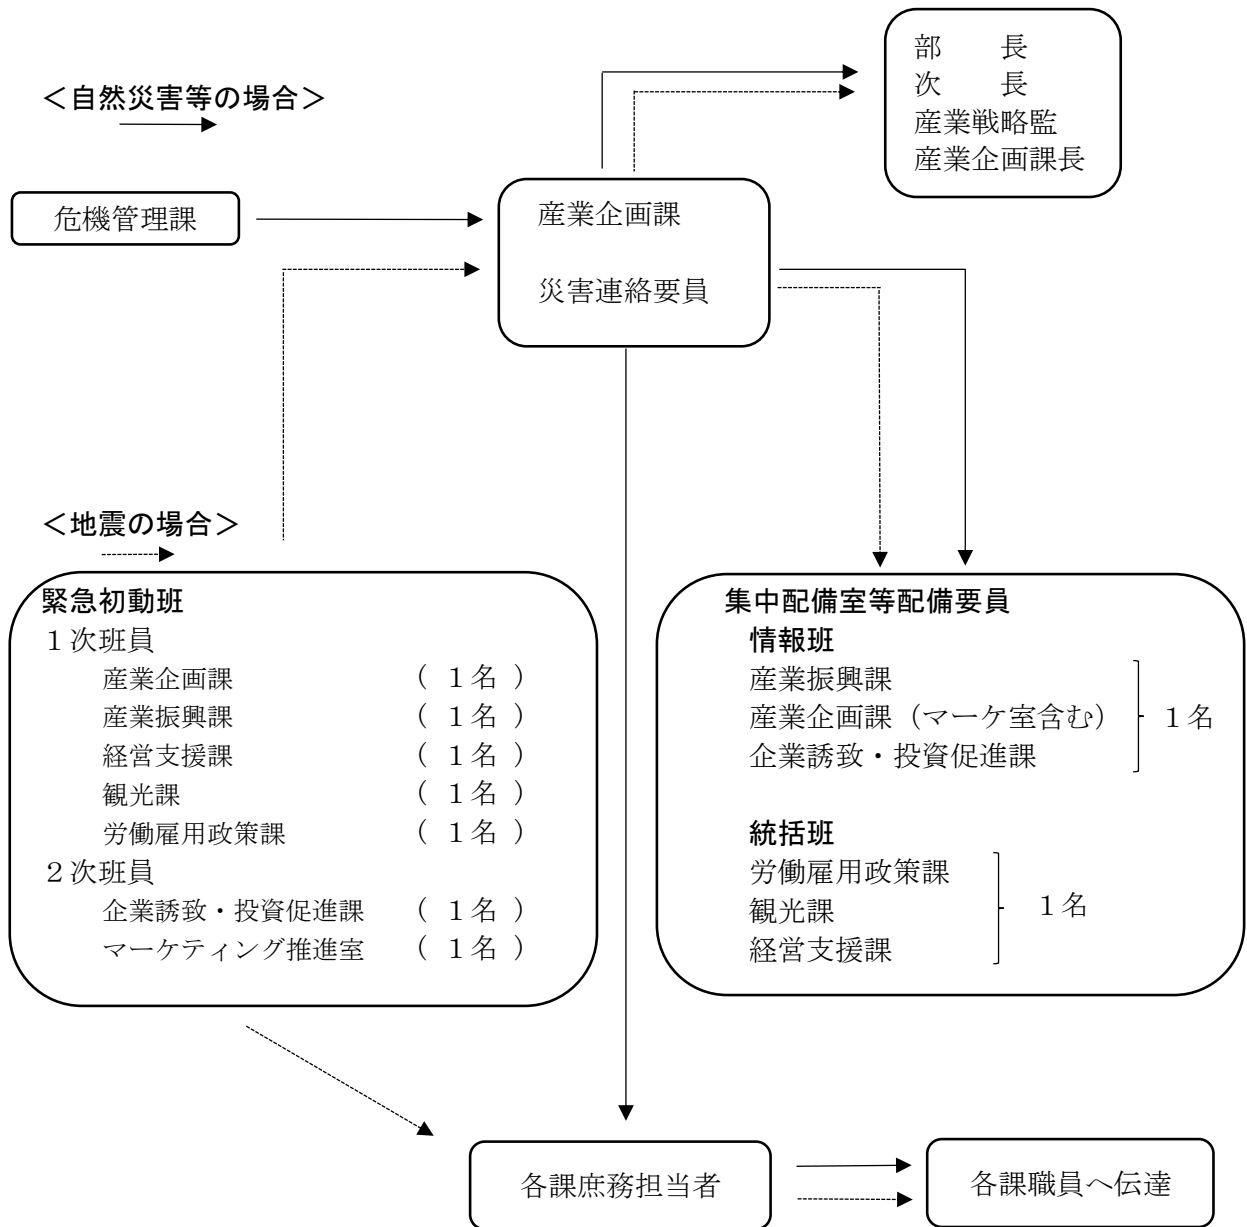 部　　長
次　　長
産業戦略監
産業企画課長
＜自然災害等の場合＞
危機管理課
産業企画課
災害連絡要員
＜地震の場合＞
緊急初動班
１次班員
産業企画課　（ １名 ）
産業振興課　（ １名 ）
経営支援課　（ １名 ）
観光課　（ １名 ）
労働雇用政策課　（ １名 ）
２次班員
企業誘致・投資促進課　（ １名 ）
マーケティング推進室　（ １名 ）
集中配備室等配備要員
情報班
産業振興課
産業企画課（マーケ室含む）　１名
企業誘致・投資促進課
統括班
労働雇用政策課
観光課　１名
経営支援課
各課庶務担当者
各課職員へ伝達